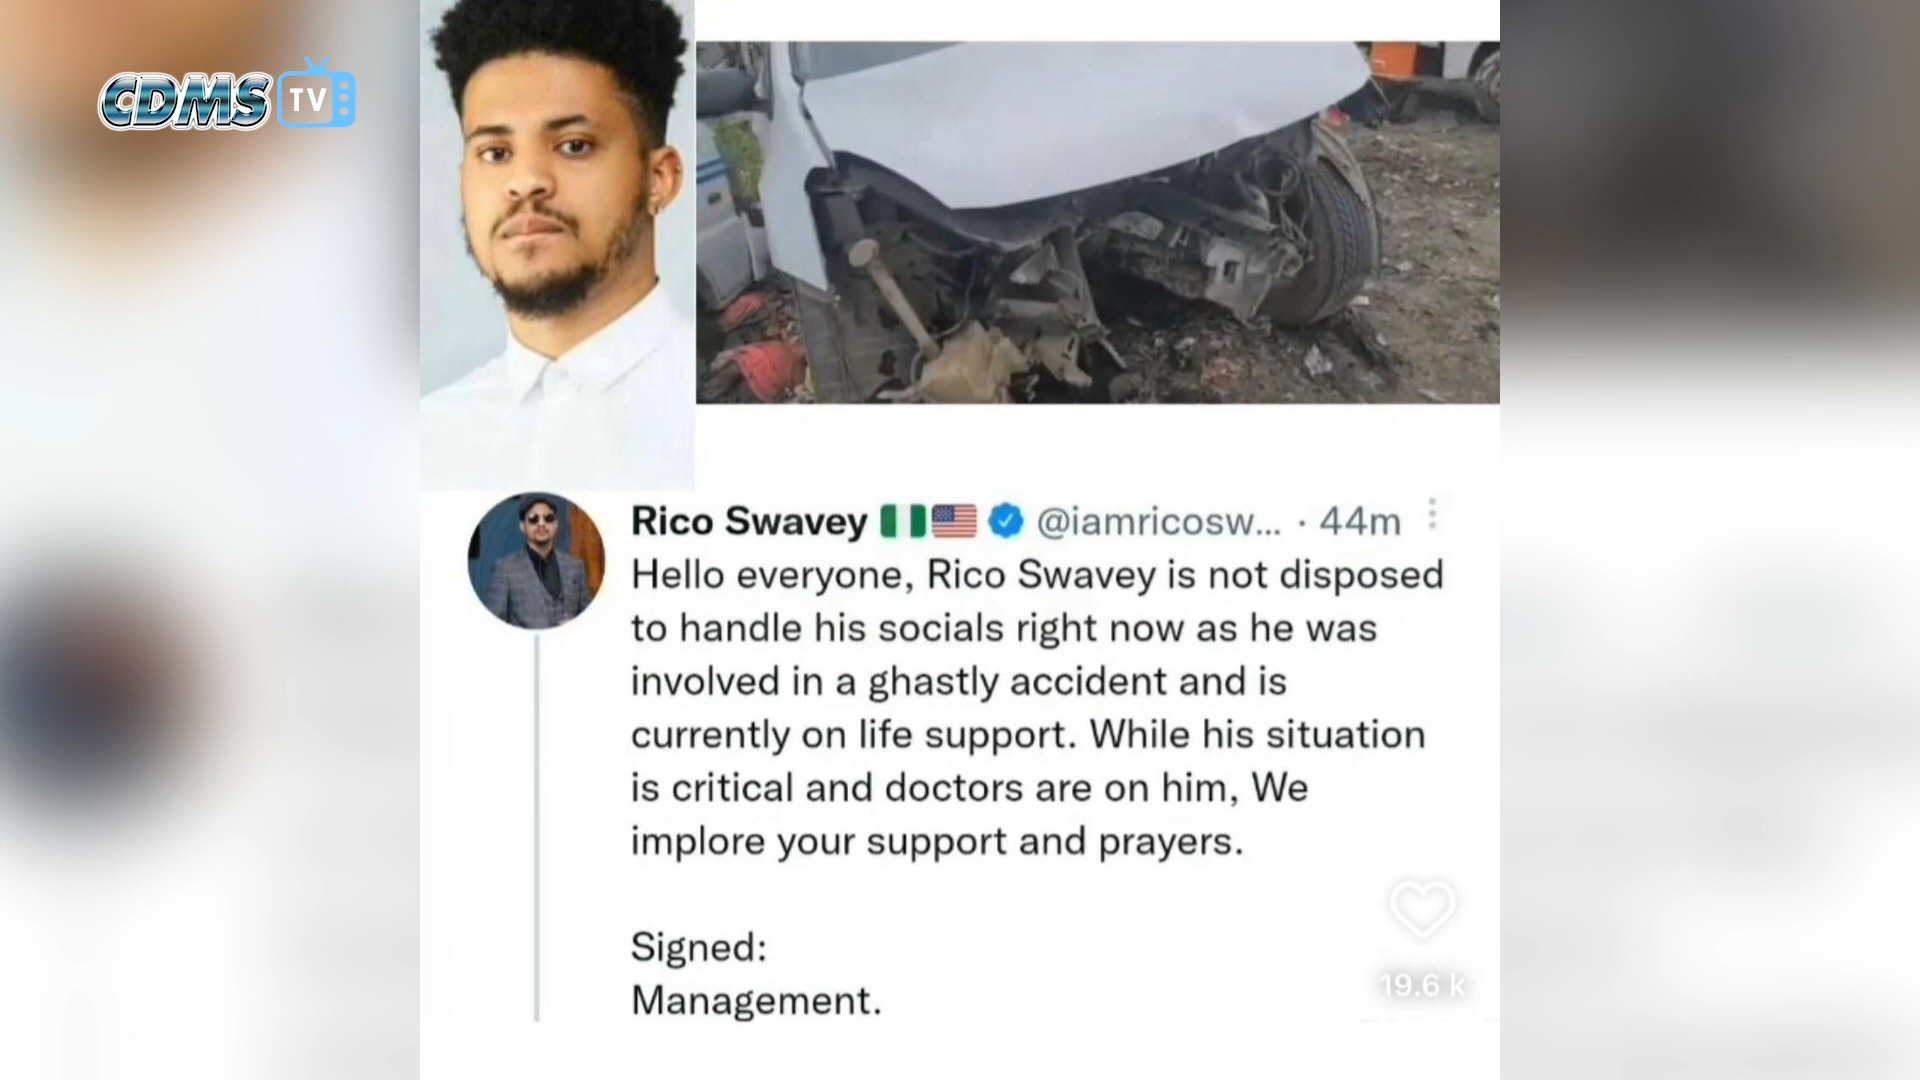 CDMS TV
Rico Swavey 🇳🇬🇺🇸 @iamricosw... · 44m
Hello everyone, Rico Swavey is not disposed
to handle his socials right now as he was
involved in a ghastly accident and is
currently on life support. While his situation
is critical and doctors are on him, We
implore your support and prayers.
Signed:
Management.
19.6 k